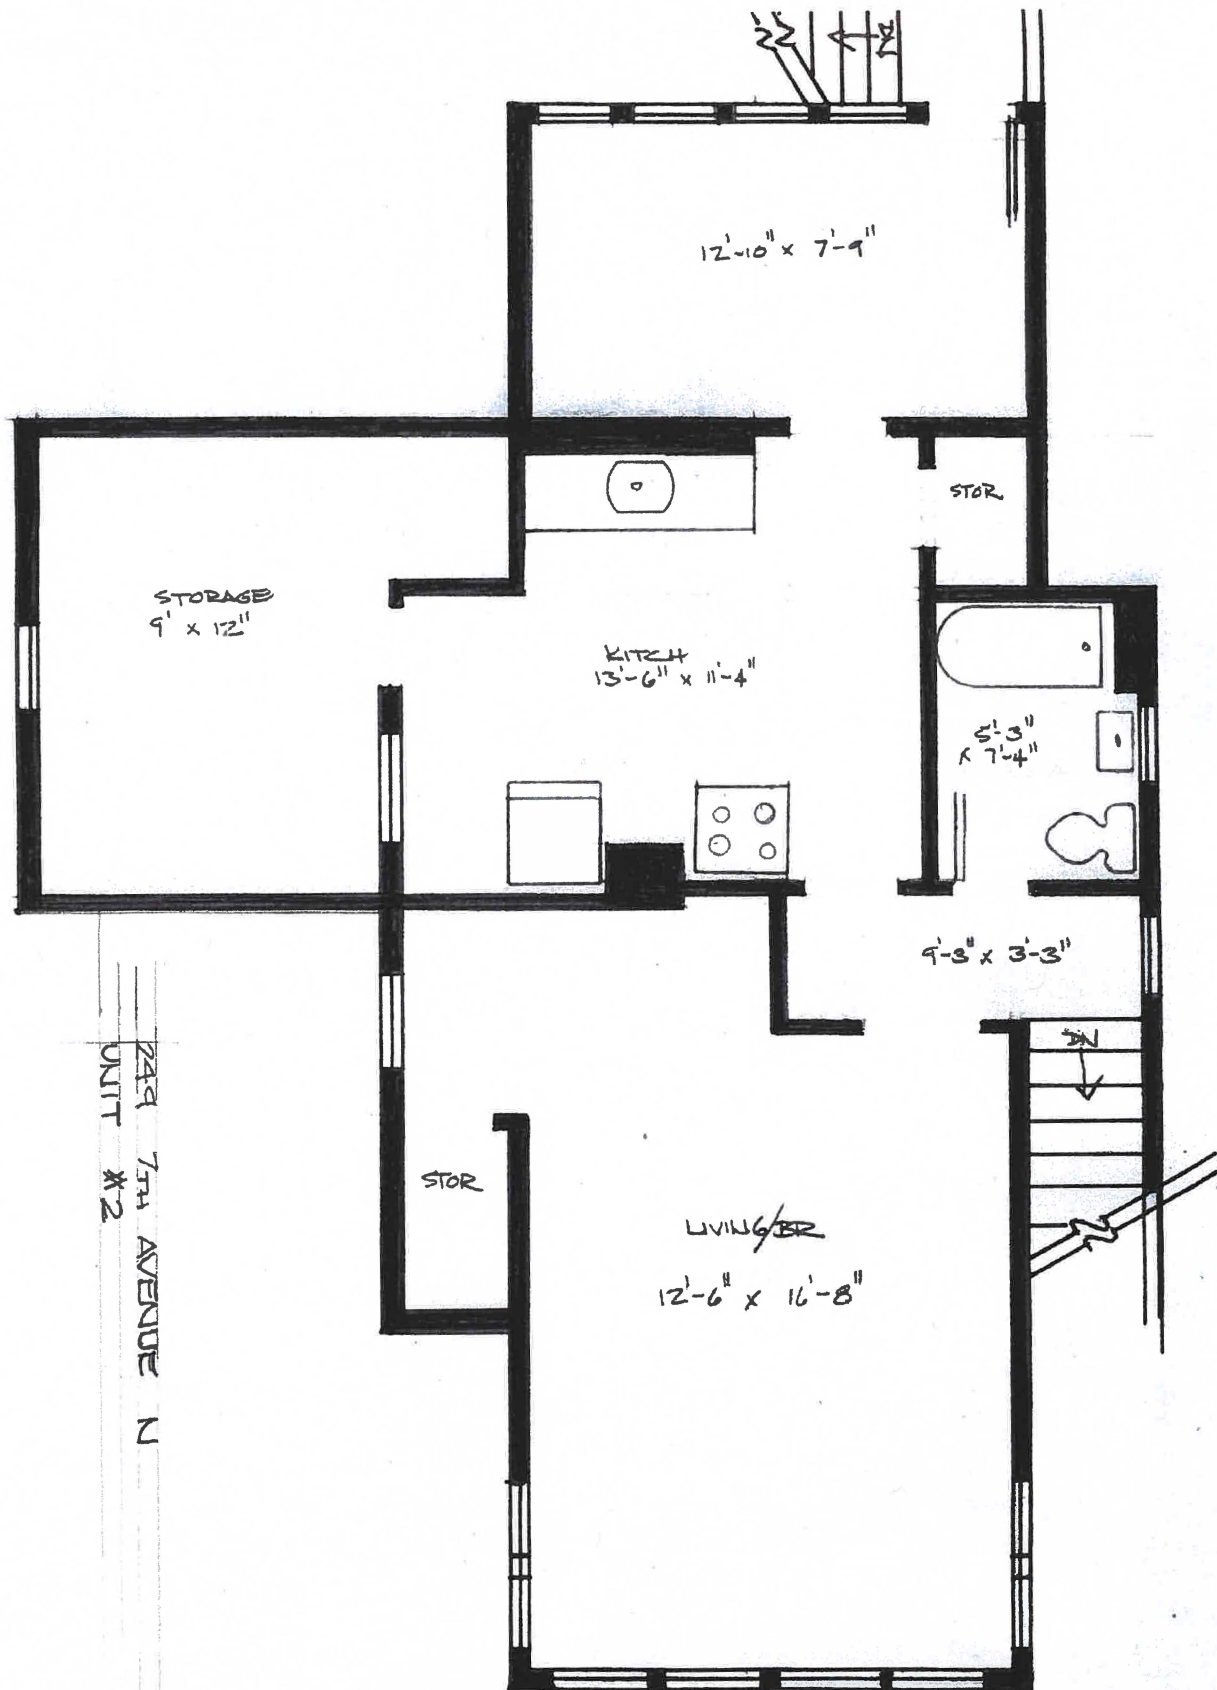 DN
12'-10" x 7'-9"
STOR
STORAGE
9' x 12"
KITCH
13'-6" x 11'-4"
5'-3"
x 7'-4"
9'-3" x 3'-3"
DN
STOR
LIVING/BR
12'-6" x 16'-8"
249 7TH AVENUE N
UNIT #2